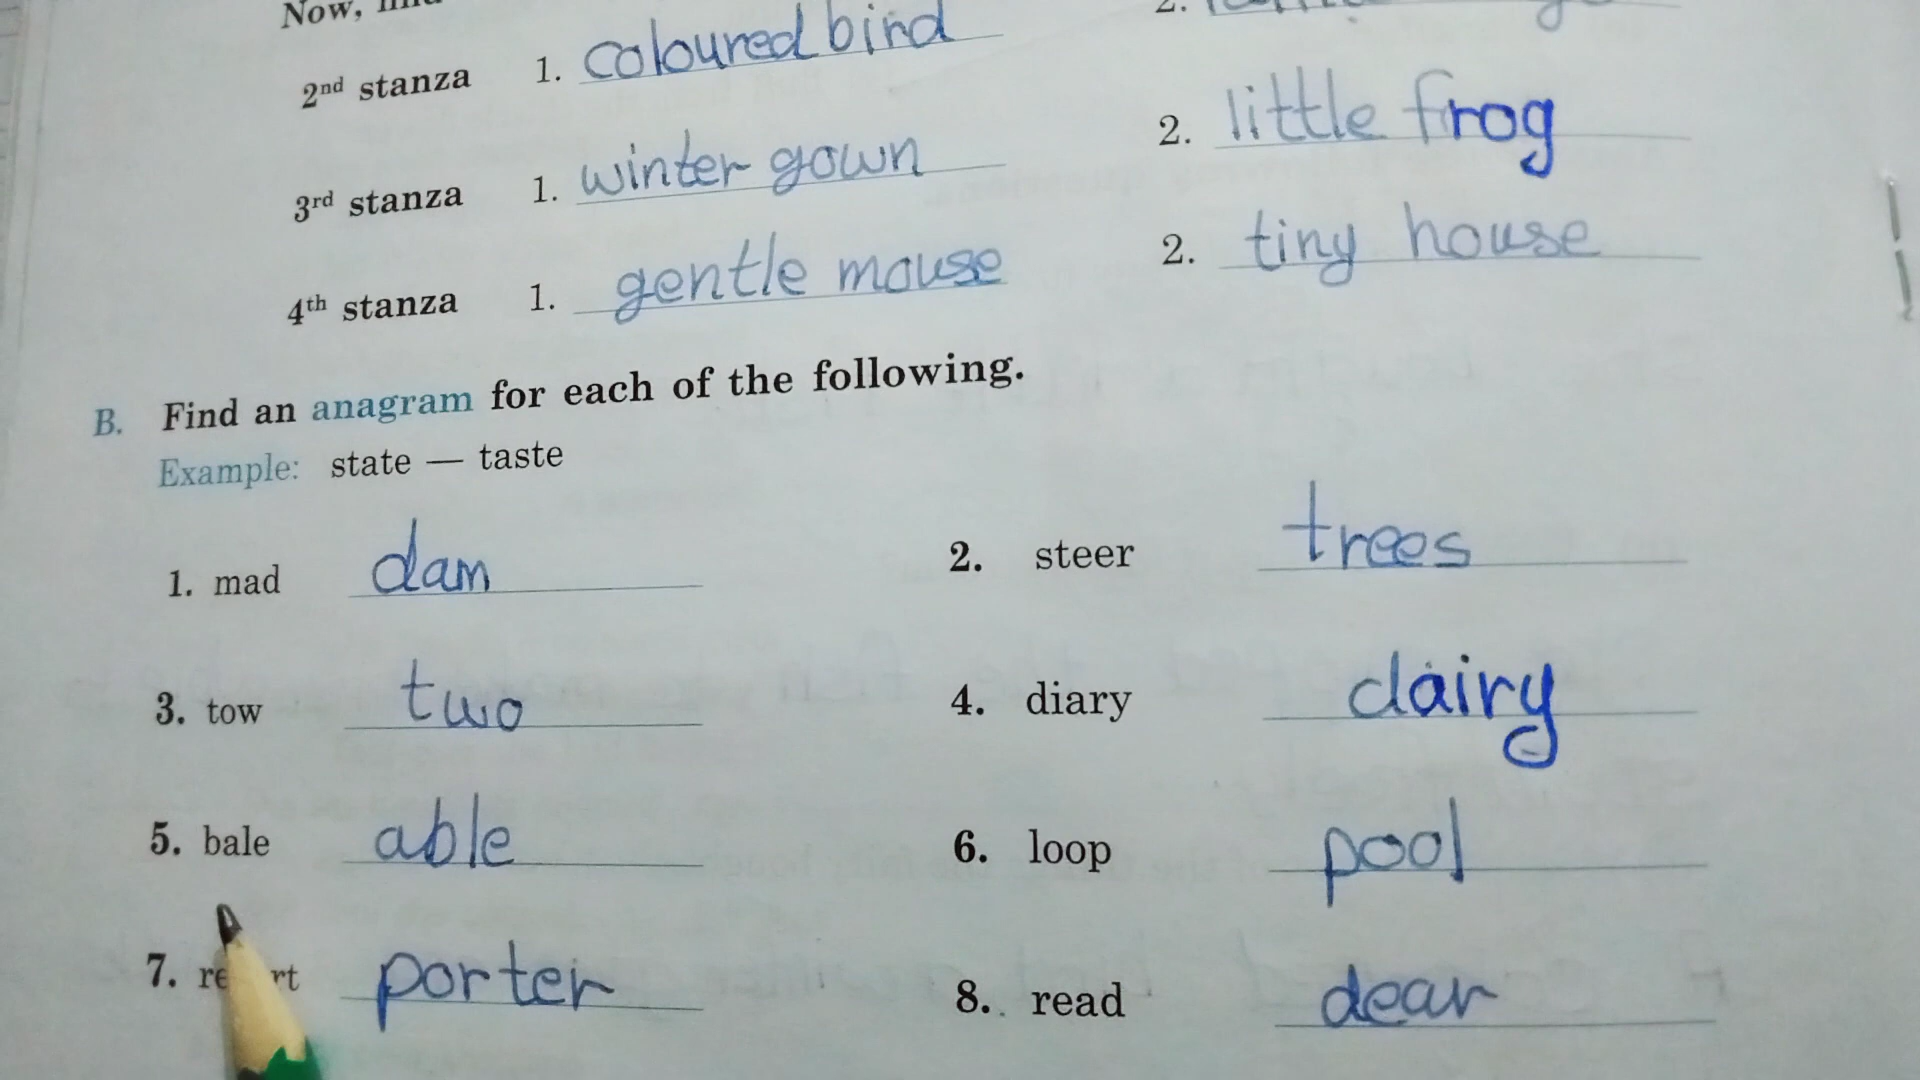 Now,
2nd stanza 1. coloured bird 2.
3rd stanza 1. winter gown 2. little frog
4th stanza 1. gentle mouse 2. tiny house
B. Find an anagram for each of the following.
Example: state — taste
1. mad dam 2. steer trees
3. tow two 4. diary dairy
5. bale able 6. loop pool
7. porter 8. read dear